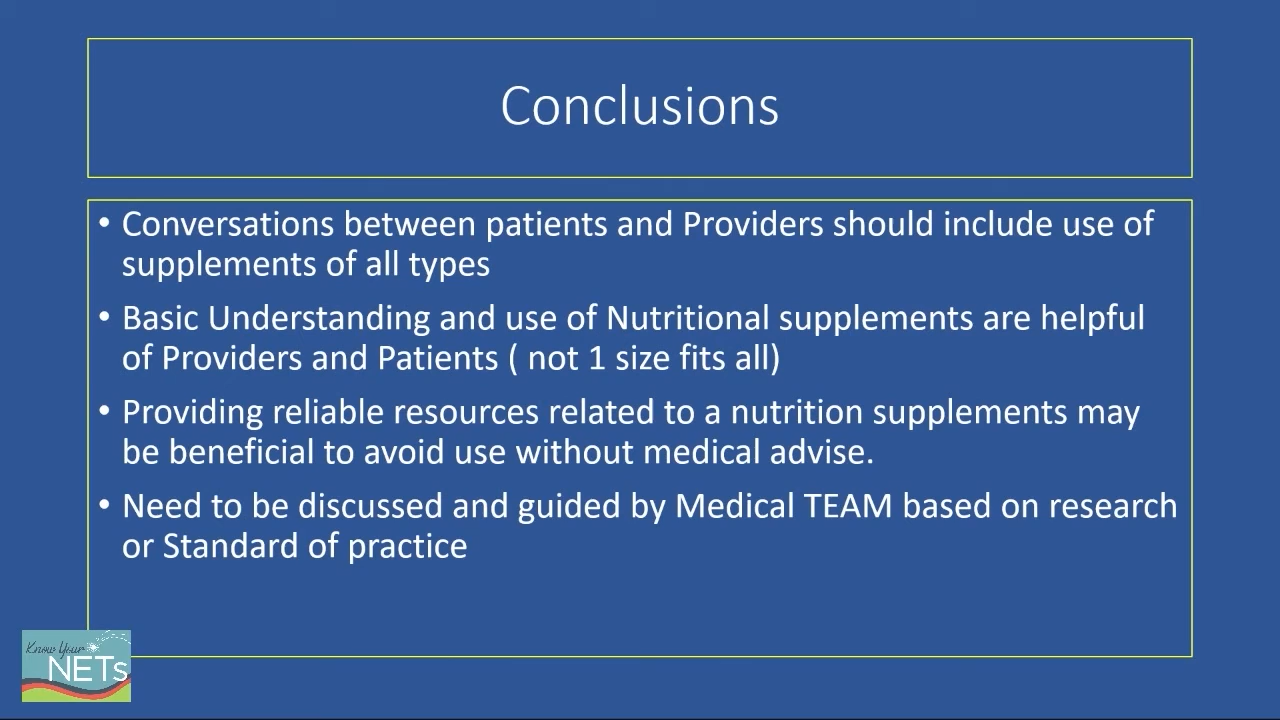 Conclusions
• Conversations between patients and Providers should include use of
supplements of all types
• Basic Understanding and use of Nutritional supplements are helpful
of Providers and Patients ( not 1 size fits all)
• Providing reliable resources related to a nutrition supplements may
be beneficial to avoid use without medical advise.
• Need to be discussed and guided by Medical TEAM based on research
or Standard of practice
Know Your
NETs